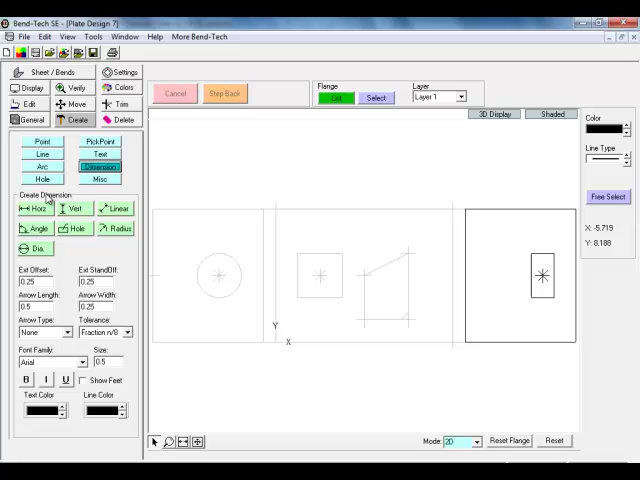 Bend-Tech SE - [Plate Design 7]
File Edit View Tools Window Help More Bend-Tech
Sheet / Bends Settings
Display Verify Colors
Edit Move Trim
General Create Delete
Cancel Step Back
Flange
List Select
Layer
Layer 1
3D Display Shaded
Point PickPoint
Line Text
Arc Dimension
Hole Misc
Create Dimension
Horz Vert Linear
Angle Hole Radius
Dia.
Ext Offset: Ext StandOff:
0.25 0.25
Arrow Length: Arrow Width:
0.5 0.25
Arrow Type: Tolerance:
None Fraction n/8
Font Family: Size:
Arial 0.5
B I U Show Feet
Text Color Line Color
Y
X
Color
Line Type
Free Select
X: -5.719
Y: 8.188
Mode: 2D Reset Flange Reset